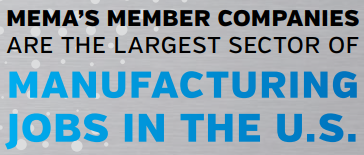 MEMA'S MEMBER COMPANIES
ARE THE LARGEST SECTOR OF
MANUFACTURING
JOBS IN THE U.S.